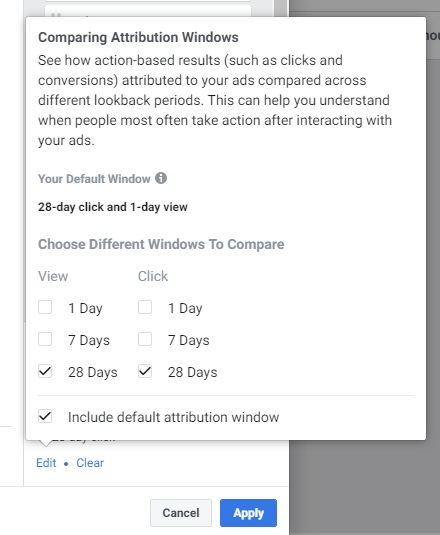 Comparing Attribution Windows
See how action-based results (such as clicks and
conversions) attributed to your ads compared across
different lookback periods. This can help you understand
when people most often take action after interacting with
your ads.
Your Default Window
28-day click and 1-day view
Choose Different Windows To Compare
View Click
1 Day 1 Day
7 Days 7 Days
28 Days 28 Days
Include default attribution window
Edit • Clear
Cancel Apply